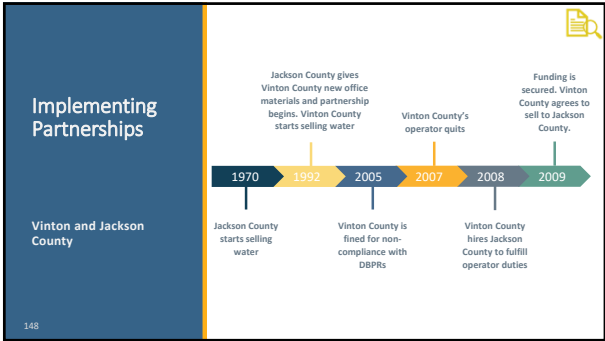 Implementing
Partnerships
Vinton and Jackson
County
148
Jackson County gives
Vinton County new office
materials and partnership
begins. Vinton County
starts selling water
Vinton County's
operator quits
Funding is
secured. Vinton
County agrees to
sell to Jackson
County.
1970
1992
2005
2007
2008
2009
Jackson County
starts selling
water
Vinton County is
fined for non-
compliance with
DBPRs
Vinton County
hires Jackson
County to fulfill
operator duties